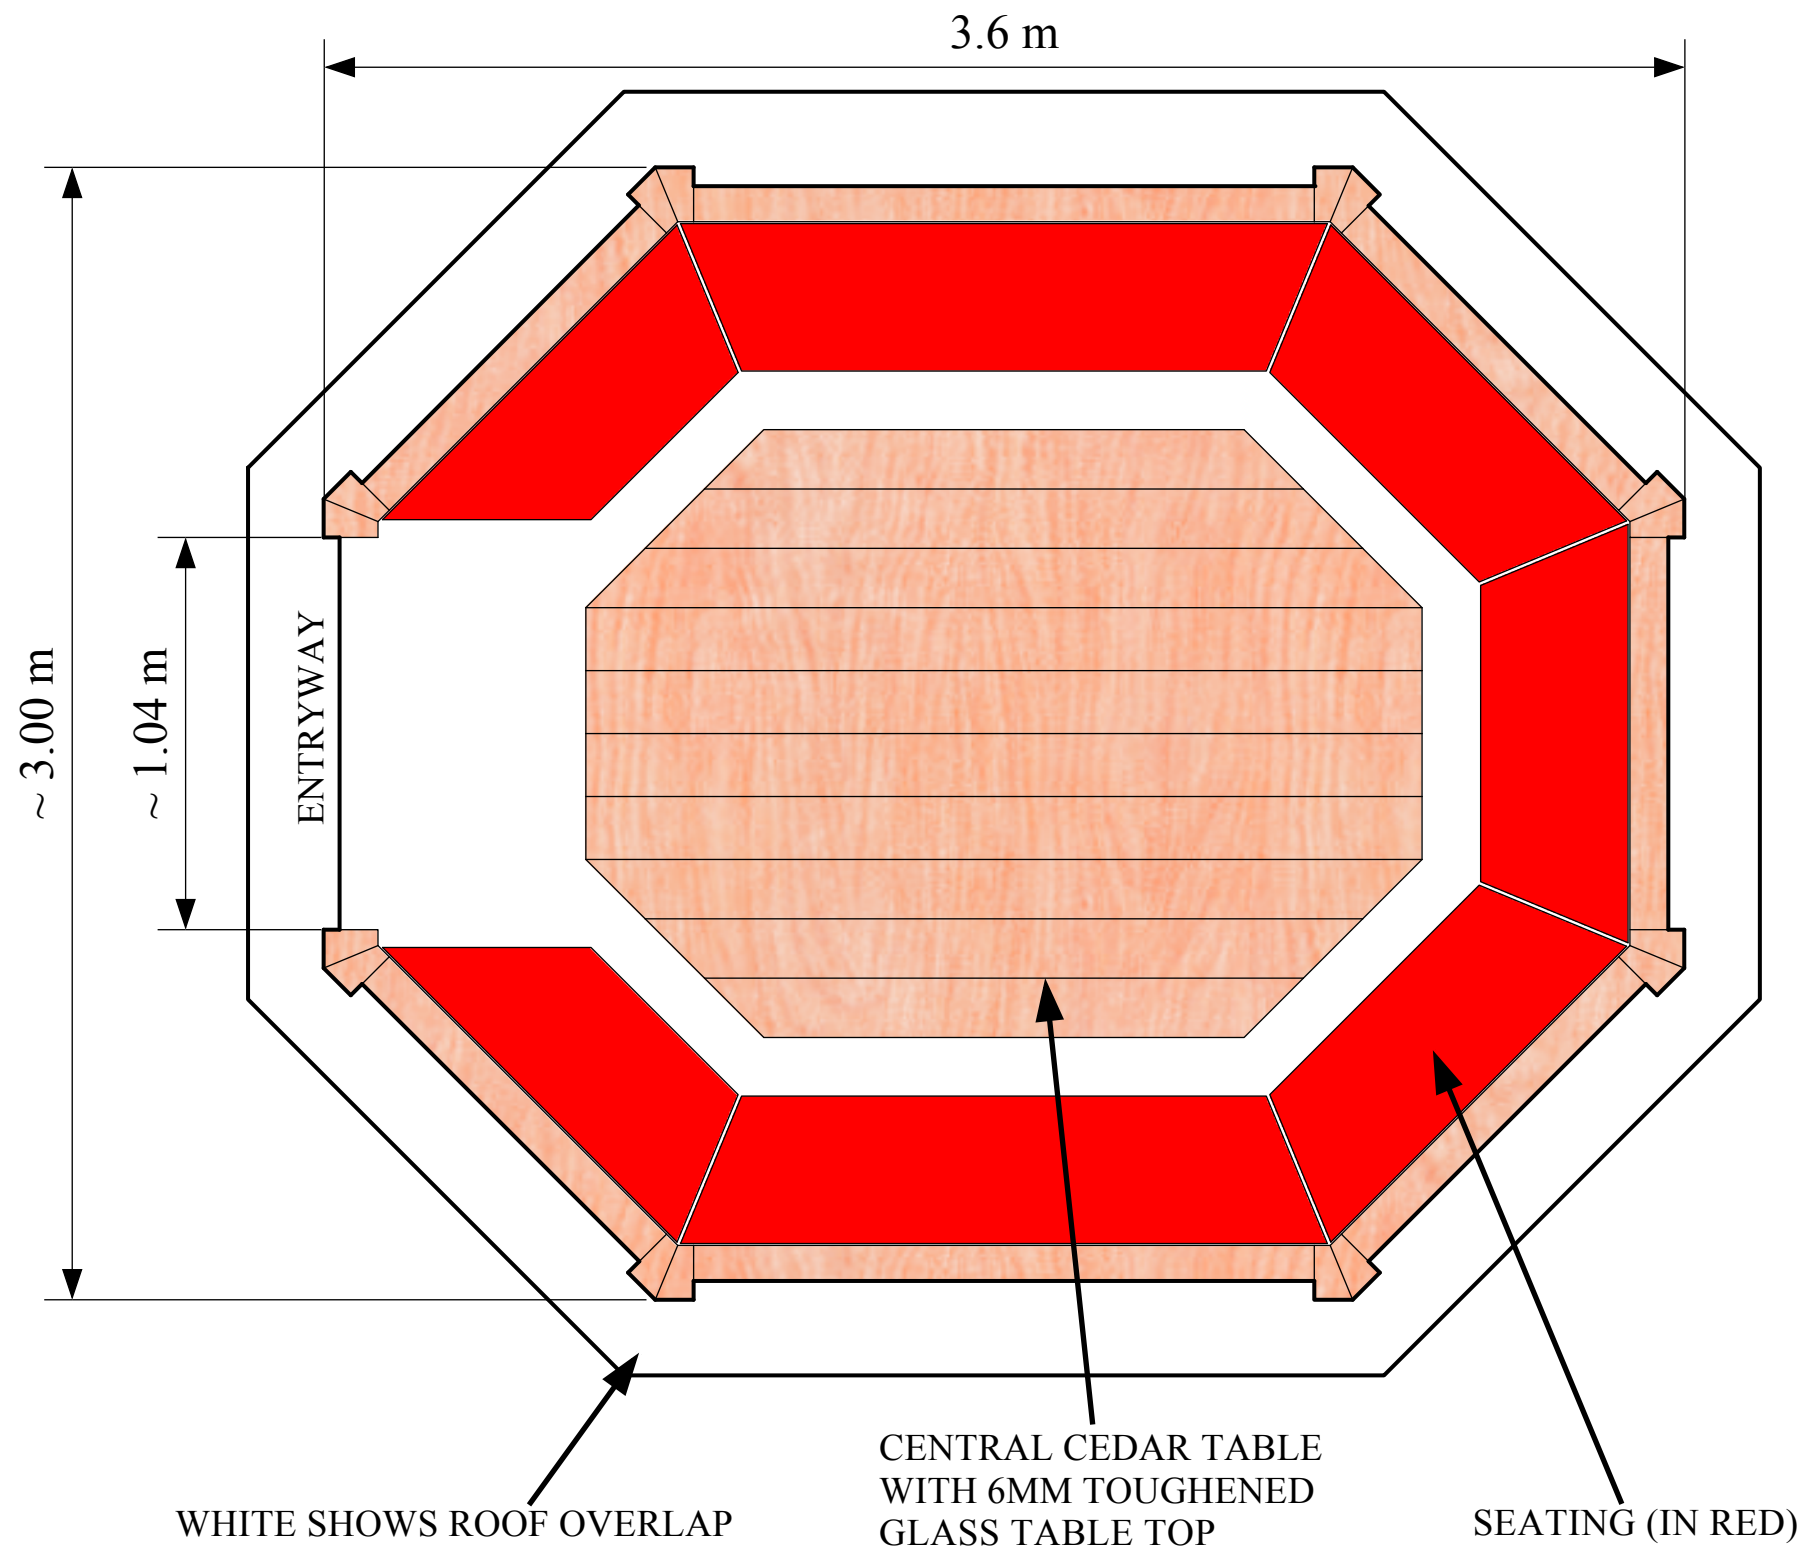 3.6 m
~ 3.00 m
~ 1.04 m
ENTRYWAY
WHITE SHOWS ROOF OVERLAP
CENTRAL CEDAR TABLE
WITH 6MM TOUGHENED
GLASS TABLE TOP
SEATING (IN RED)